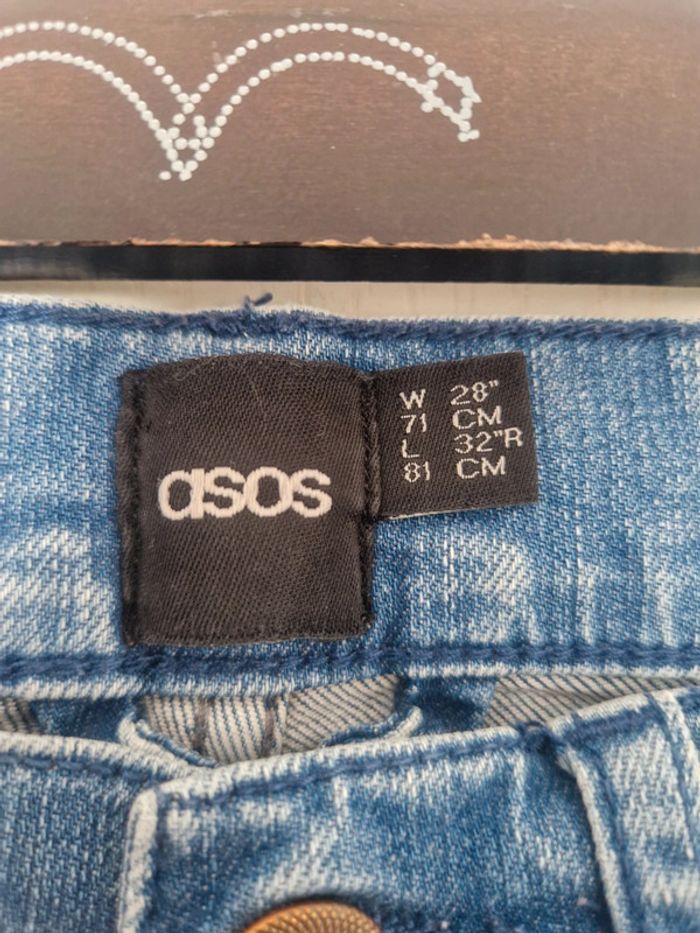 asos
W 28"
71 CM
L 32"R
81 CM